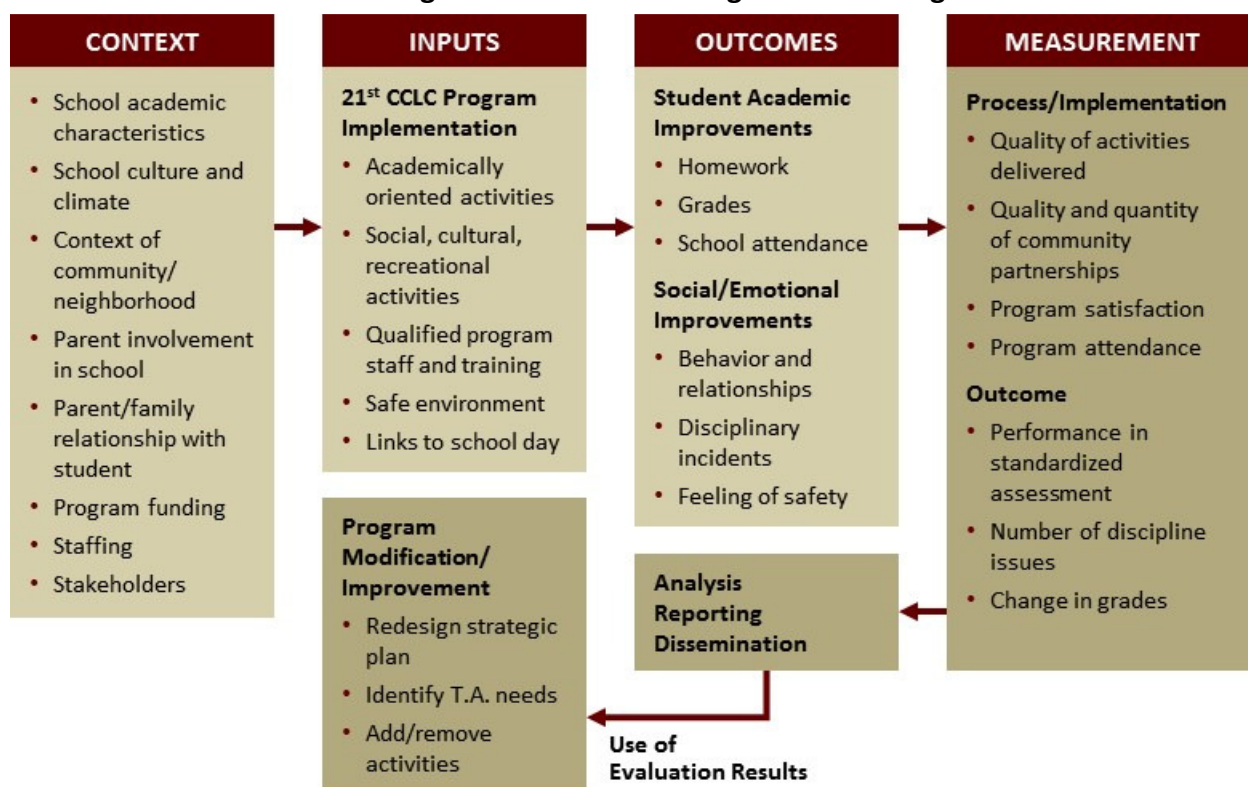 CONTEXT
• School academic
characteristics
• School culture and
climate
• Context of
community/
neighborhood
• Parent involvement
in school
• Parent/family
relationship with
student
• Program funding
• Staffing
• Stakeholders
INPUTS
21st CCLC Program
Implementation
• Academically
oriented activities
• Social, cultural,
recreational
activities
• Qualified program
staff and training
• Safe environment
• Links to school day
OUTCOMES
Student Academic
Improvements
• Homework
• Grades
• School attendance
Social/Emotional
Improvements
• Behavior and
relationships
• Disciplinary
incidents
• Feeling of safety
MEASUREMENT
Process/Implementation
• Quality of activities
delivered
• Quality and quantity
of community
partnerships
• Program satisfaction
• Program attendance
Outcome
• Performance in
standardized
assessment
• Number of discipline
issues
• Change in grades
Analysis
Reporting
Dissemination
Use of
Evaluation Results
Program
Modification/
Improvement
• Redesign strategic
plan
• Identify T.A. needs
• Add/remove
activities